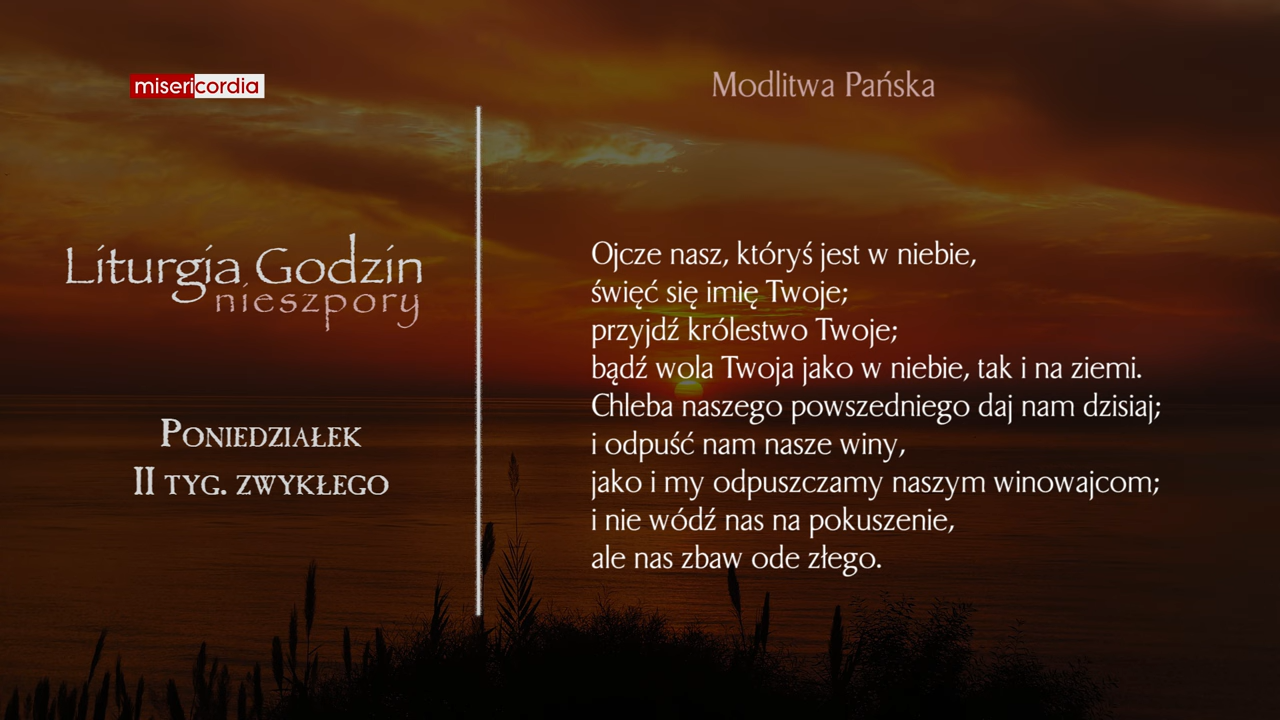 misericordia
Liturgia Godzin
nieszpory
Poniedziałek
II tyg. zwykłego
Modlitwa Pańska
Ojcze nasz, któryś jest w niebie,
święć się imię Twoje;
przyjdź królestwo Twoje;
bądź wola Twoja jako w niebie, tak i na ziemi.
Chleba naszego powszedniego daj nam dzisiaj;
i odpuść nam nasze winy,
jako i my odpuszczamy naszym winowajcom;
i nie wódź nas na pokuszenie,
ale nas zbaw ode złego.